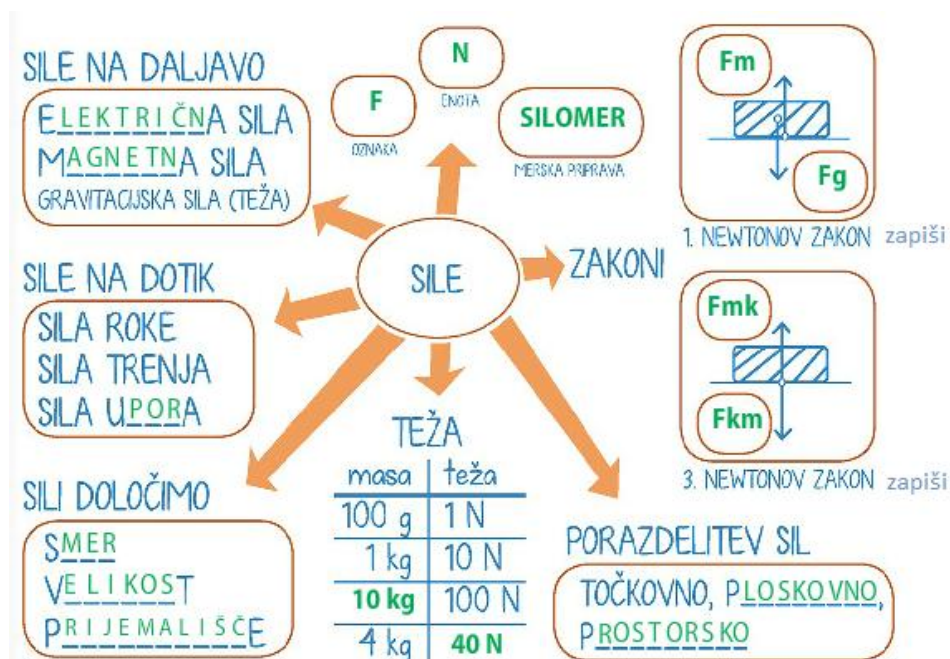 SILE NA DALJAVO
ELEKTRIČNA SILA
MAGNETNA SILA
GRAVITACIJSKA SILA (TEŽA)
F
OZNAKA
N
ENOTA
SILOMER
MERSKA PRIPRAVA
Fm
Fg
1. NEWTONOV ZAKON zapiši
SILE
ZAKONI
SILE NA DOTIK
SILA ROKE
SILA TRENJA
SILA UPORA
Fmk
Fkm
3. NEWTONOV ZAKON zapiši
SILI DOLOČIMO
SMER
VELIKOST
PRIJEMALIŠČE
TEŽA
masa teža
100 g 1 N
1 kg 10 N
10 kg 100 N
4 kg 40 N
PORAZDELITEV SIL
TOČKOVNO, PLOSKOVNO,
PROSTORSKO